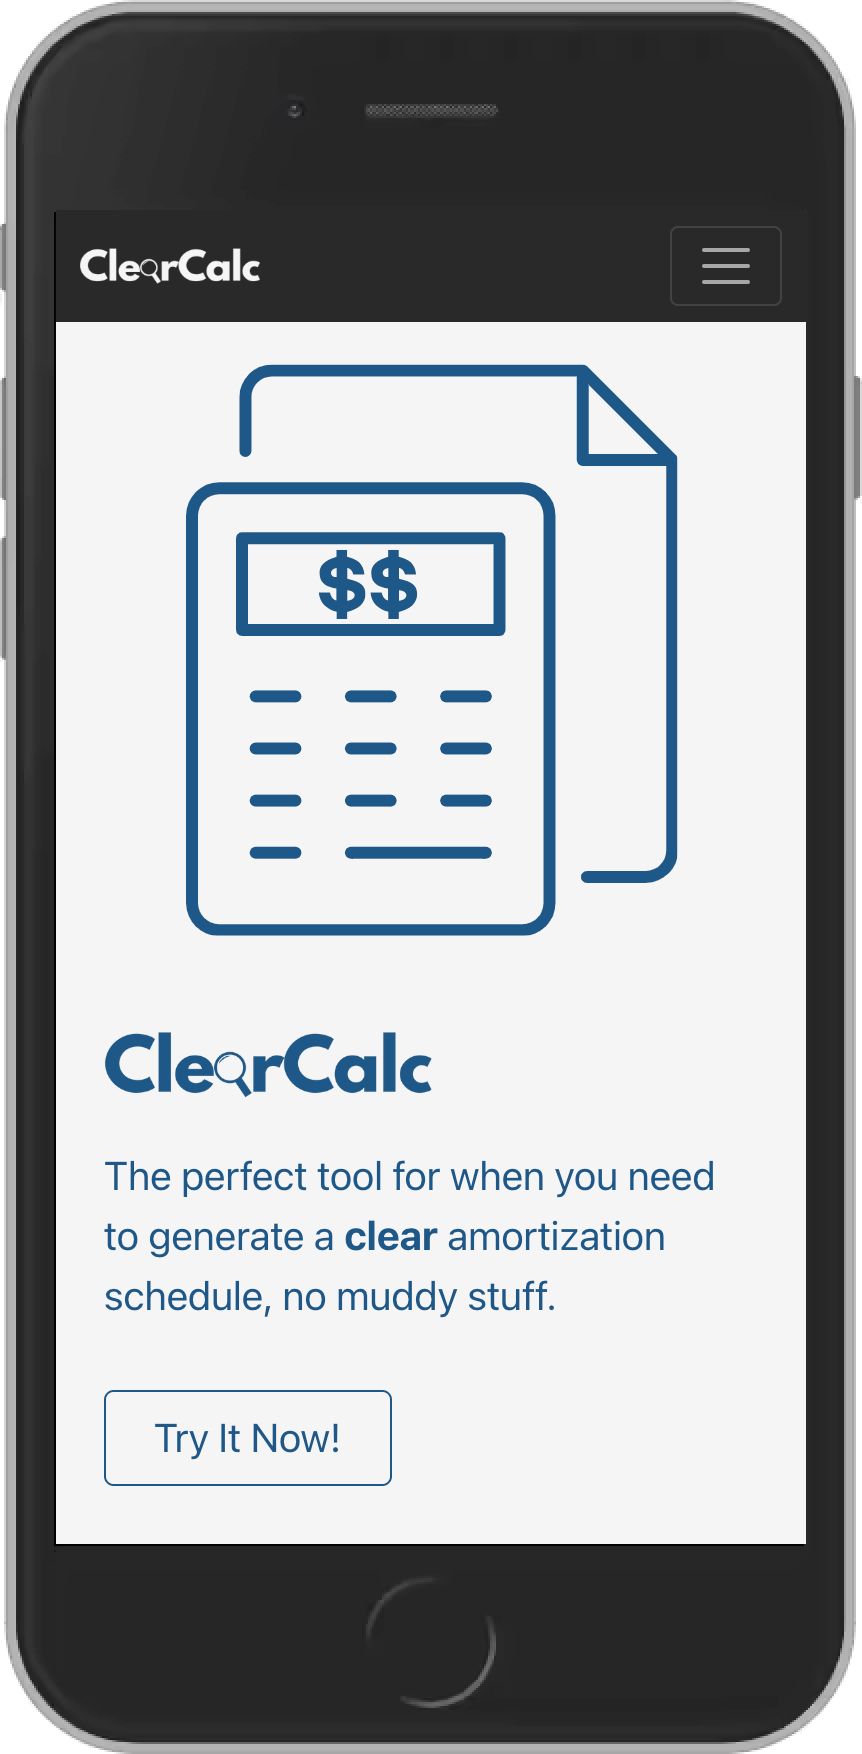 ClearCalc
$$
ClearCalc
The perfect tool for when you need
to generate a clear amortization
schedule, no muddy stuff.
Try It Now!